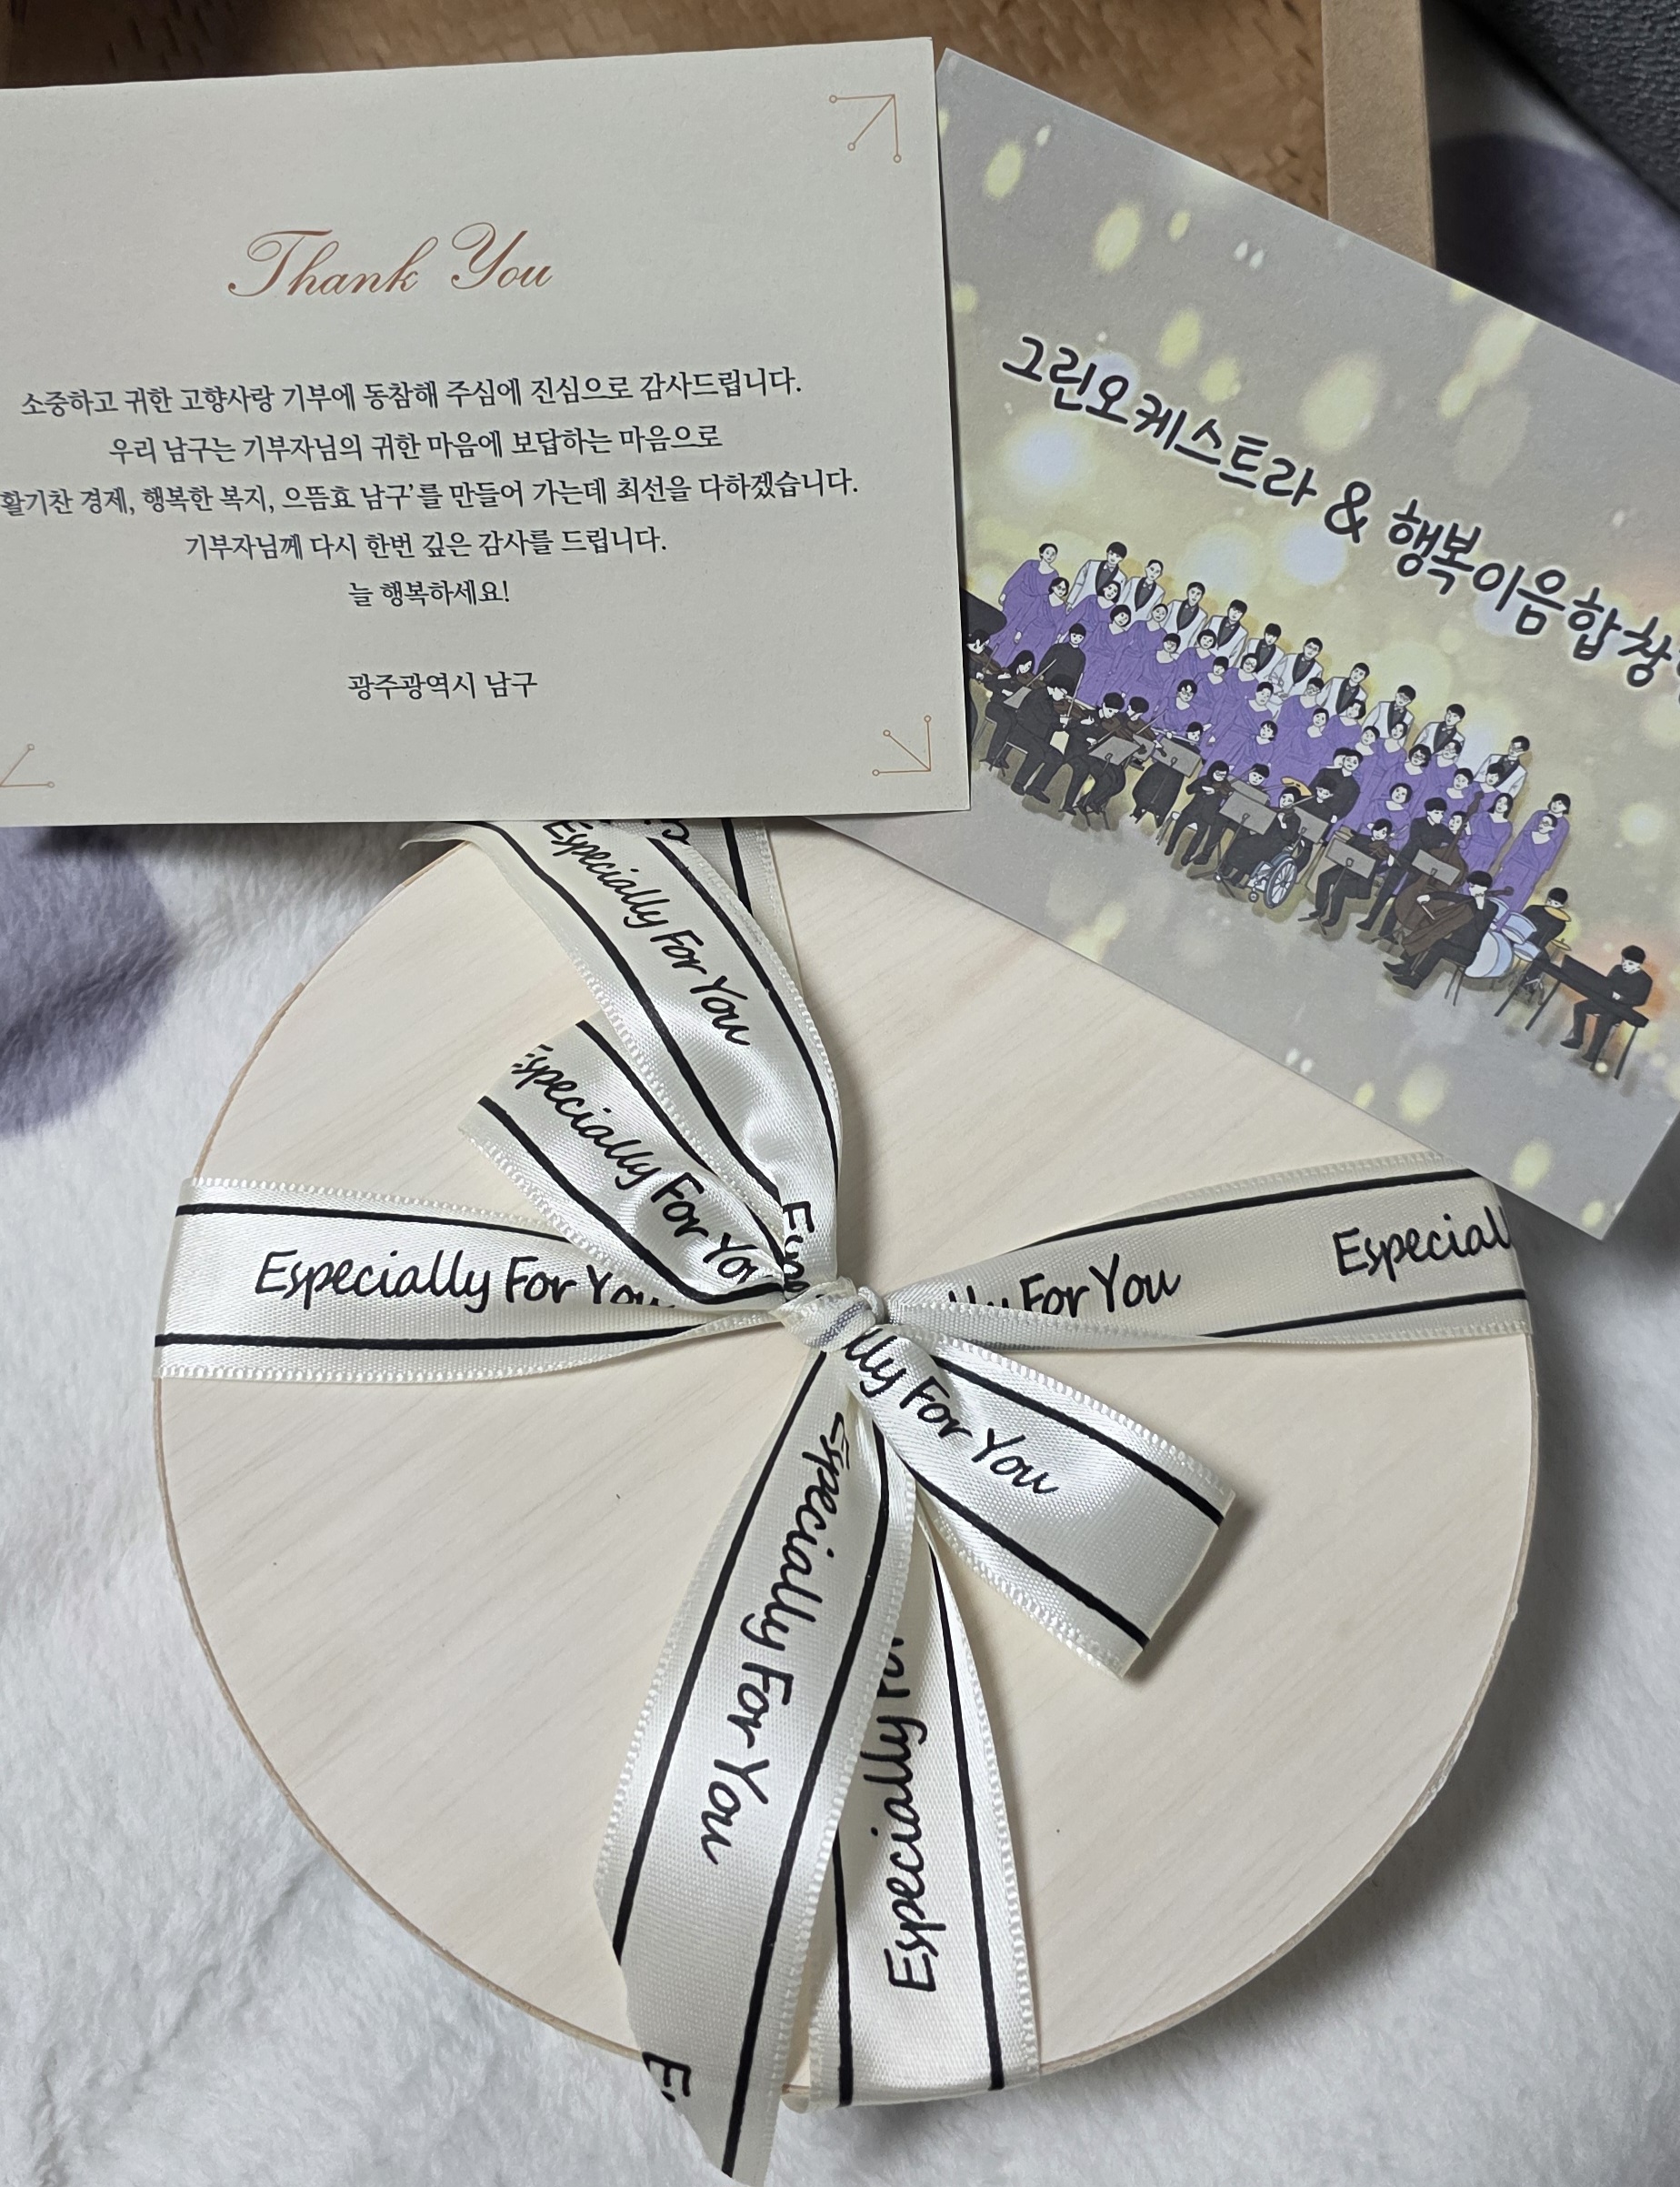 Thank You
소중하고 귀한 고향사랑 기부에 동참해 주심에 진심으로 감사드립니다.
우리 남구는 기부자님의 귀한 마음에 보답하는 마음으로
활기찬 경제, 행복한 복지, 으뜸효 남구'를 만들어 가는데 최선을 다하겠습니다.
기부자님께 다시 한번 깊은 감사를 드립니다.
늘 행복하세요!
광주광역시 남구
그린오케스트라 & 행복이음합창
Especially For You
Especially For You
Especially For You
For You
Especially
For You
Especially For You
Especially